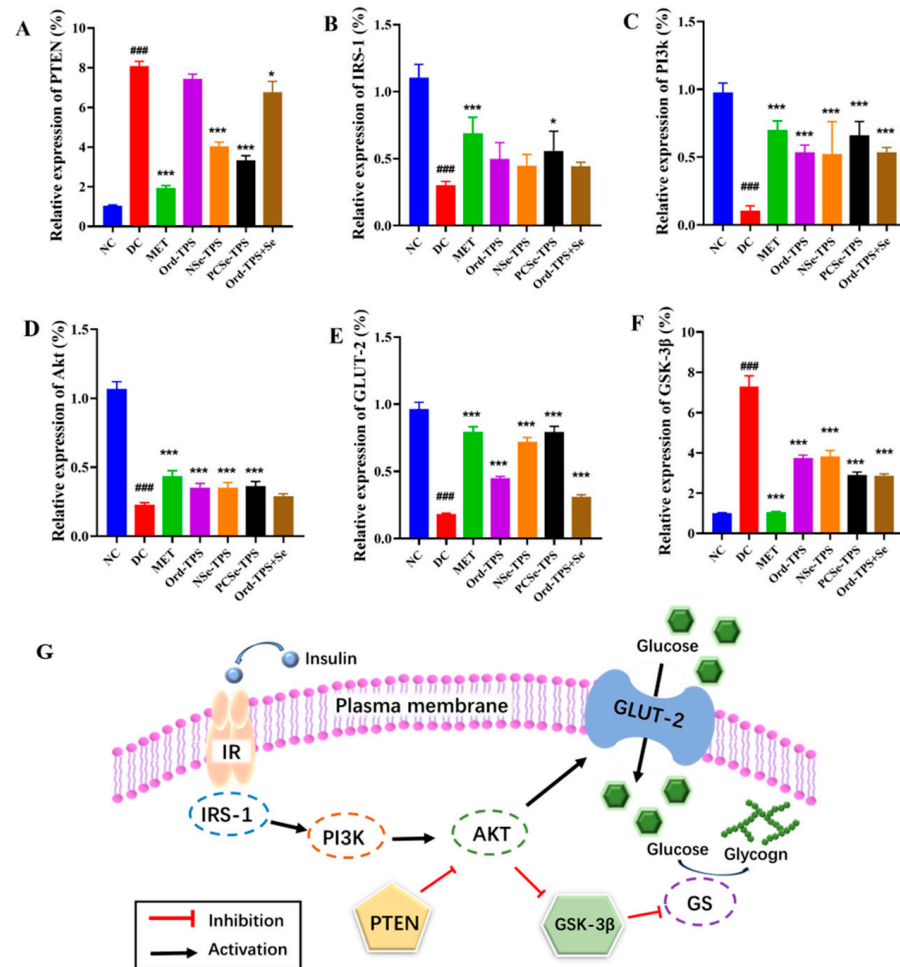 A
Relative expression of PTEN (%)
10
8
6
4
2
0
###
***
***
***
*
NC
DC
MET
Ord-TPS
NSe-TPS
PCSe-TPS
Ord-TPS+Se
B
Relative expression of IRS-1 (%)
1.5
1.0
0.5
0.0
###
***
*
NC
DC
MET
Ord-TPS
NSe-TPS
PCSe-TPS
Ord-TPS+Se
C
Relative expression of PI3k (%)
1.5
1.0
0.5
0.0
###
***
***
***
***
***
NC
DC
MET
Ord-TPS
NSe-TPS
PCSe-TPS
Ord-TPS+Se
D
Relative expression of Akt (%)
1.5
1.0
0.5
0.0
###
***
***
***
***
NC
DC
MET
Ord-TPS
NSe-TPS
PCSe-TPS
Ord-TPS+Se
E
Relative expression of GLUT-2 (%)
1.5
1.0
0.5
0.0
###
***
***
***
***
***
NC
DC
MET
Ord-TPS
NSe-TPS
PCSe-TPS
Ord-TPS+Se
F
Relative expression of GSK-3β (%)
10
8
6
4
2
0
###
***
***
***
***
***
NC
DC
MET
Ord-TPS
NSe-TPS
PCSe-TPS
Ord-TPS+Se
G
Insulin
Glucose
Plasma membrane
GLUT-2
IR
IRS-1
PI3K
AKT
Glucose
Glycogn
GS
PTEN
GSK-3β
Inhibition
Activation